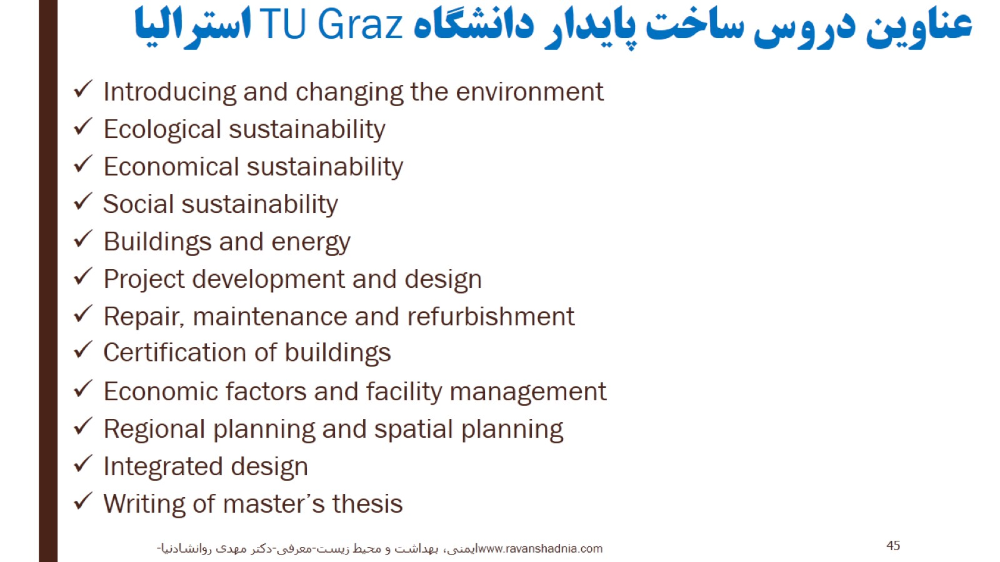 عناوین دروس ساخت پایدار دانشگاه TU Graz استرالیا
✓ Introducing and changing the environment
✓ Ecological sustainability
✓ Economical sustainability
✓ Social sustainability
✓ Buildings and energy
✓ Project development and design
✓ Repair, maintenance and refurbishment
✓ Certification of buildings
✓ Economic factors and facility management
✓ Regional planning and spatial planning
✓ Integrated design
✓ Writing of master’s thesis
ایمنی، بهداشت و محیط زیست-معرفی-دکتر مهدی روانشادنیا-www.ravanshadnia.com
45